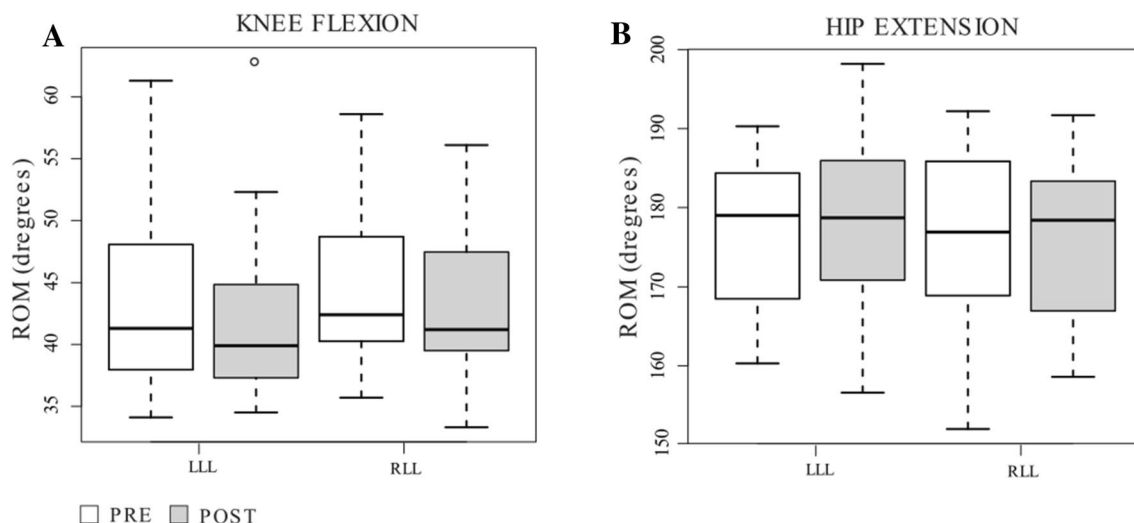 A
KNEE FLEXION
ROM (dregrees)
60
55
50
45
40
35
LLL
RLL
PRE
POST
B
HIP EXTENSION
ROM (dregrees)
200
190
180
170
160
150
LLL
RLL